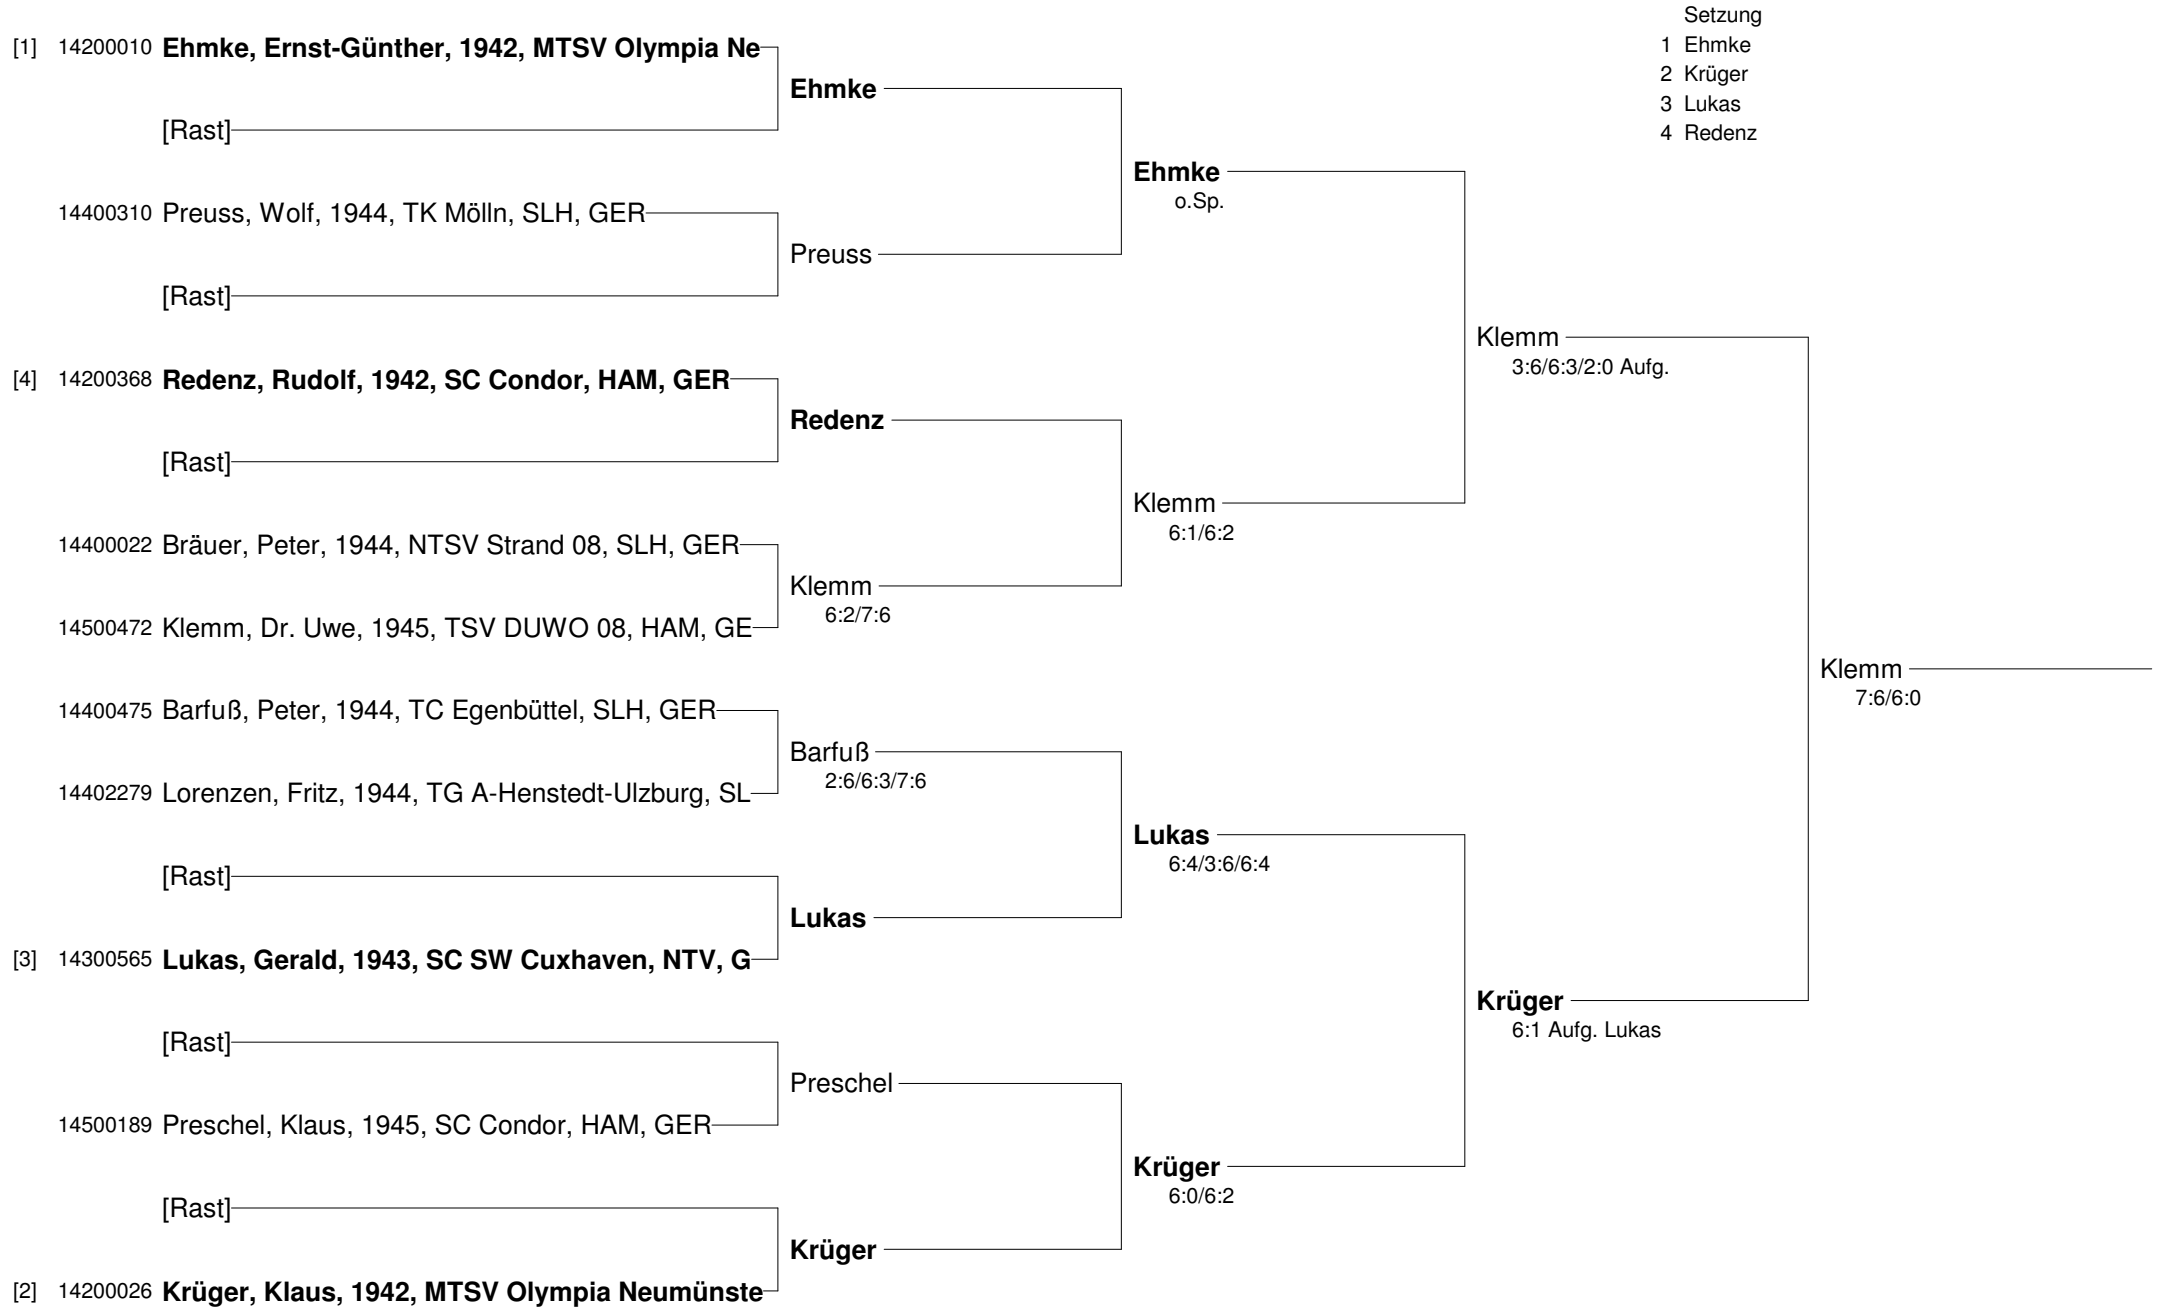 Setzung
1 Ehmke
2 Krüger
3 Lukas
4 Redenz
[1] 14200010 Ehmke, Ernst-Günther, 1942, MTSV Olympia Ne
Ehmke
[Rast]
Ehmke
o.Sp.
14400310 Preuss, Wolf, 1944, TK Mölln, SLH, GER
Preuss
[Rast]
Klemm
3:6/6:3/2:0 Aufg.
[4] 14200368 Redenz, Rudolf, 1942, SC Condor, HAM, GER
Redenz
[Rast]
Klemm
6:1/6:2
14400022 Bräuer, Peter, 1944, NTSV Strand 08, SLH, GER
Klemm
6:2/7:6
14500472 Klemm, Dr. Uwe, 1945, TSV DUWO 08, HAM, GE
Klemm
7:6/6:0
14400475 Barfuß, Peter, 1944, TC Egenbüttel, SLH, GER
Barfuß
2:6/6:3/7:6
14402279 Lorenzen, Fritz, 1944, TG A-Henstedt-Ulzburg, SL
Lukas
6:4/3:6/6:4
[Rast]
Lukas
[3] 14300565 Lukas, Gerald, 1943, SC SW Cuxhaven, NTV, G
Krüger
6:1 Aufg. Lukas
[Rast]
Preschel
14500189 Preschel, Klaus, 1945, SC Condor, HAM, GER
Krüger
6:0/6:2
[Rast]
Krüger
[2] 14200026 Krüger, Klaus, 1942, MTSV Olympia Neumünste